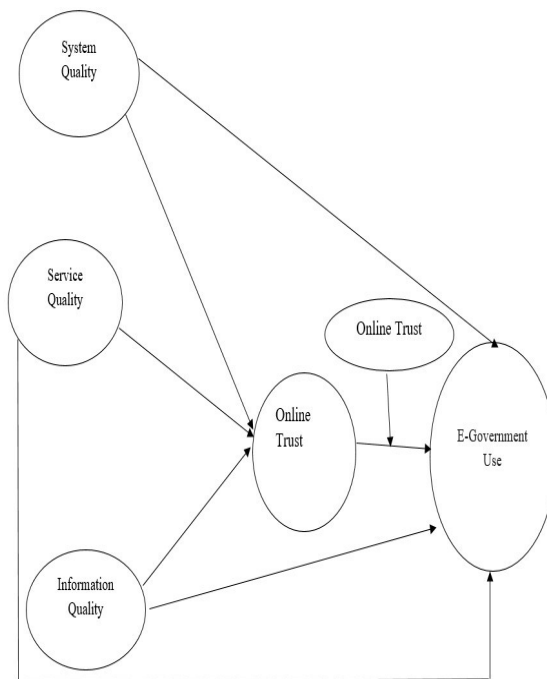 System
Quality
Service
Quality
Online Trust
Online
Trust
E-Government
Use
Information
Quality